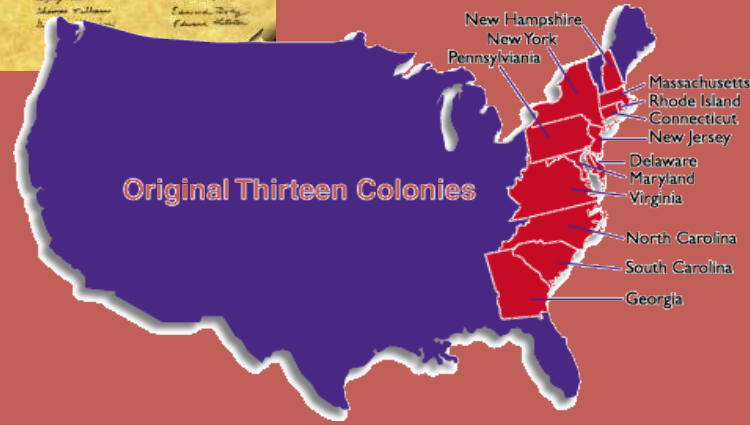 New Hampshire
New York
Pennsylviania
Massachusetts
Rhode Island
Connecticut
New Jersey
Delaware
Maryland
Virginia
Original Thirteen Colonies
North Carolina
South Carolina
Georgia